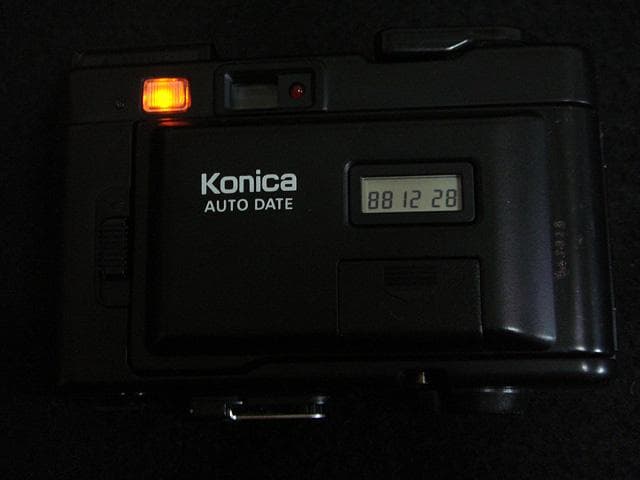 Konica
AUTO DATE
88 12 28